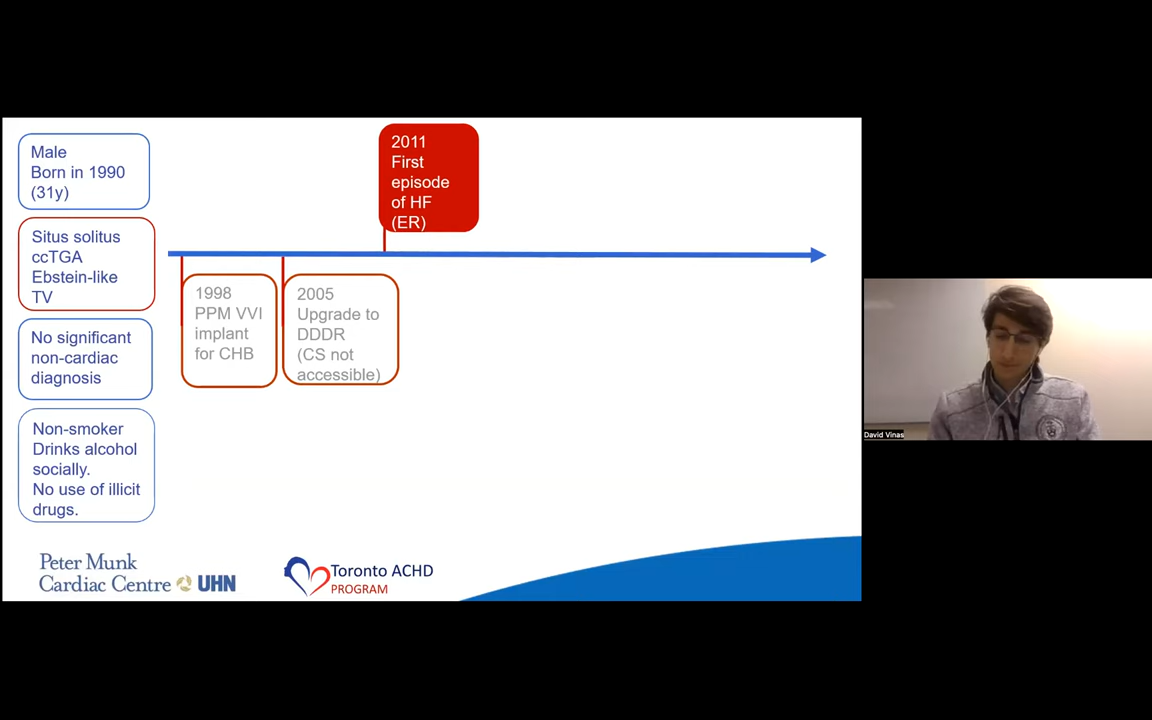 Male
Born in 1990
(31y)
Situs solitus
ccTGA
Ebstein-like
TV
No significant
non-cardiac
diagnosis
Non-smoker
Drinks alcohol
socially.
No use of illicit
drugs.
2011
First
episode
of HF
(ER)
1998
PPM VVI
implant
for CHB
2005
Upgrade to
DDDR
(CS not
accessible)
Peter Munk
Cardiac Centre UHN
Toronto ACHD
PROGRAM
David Vinas